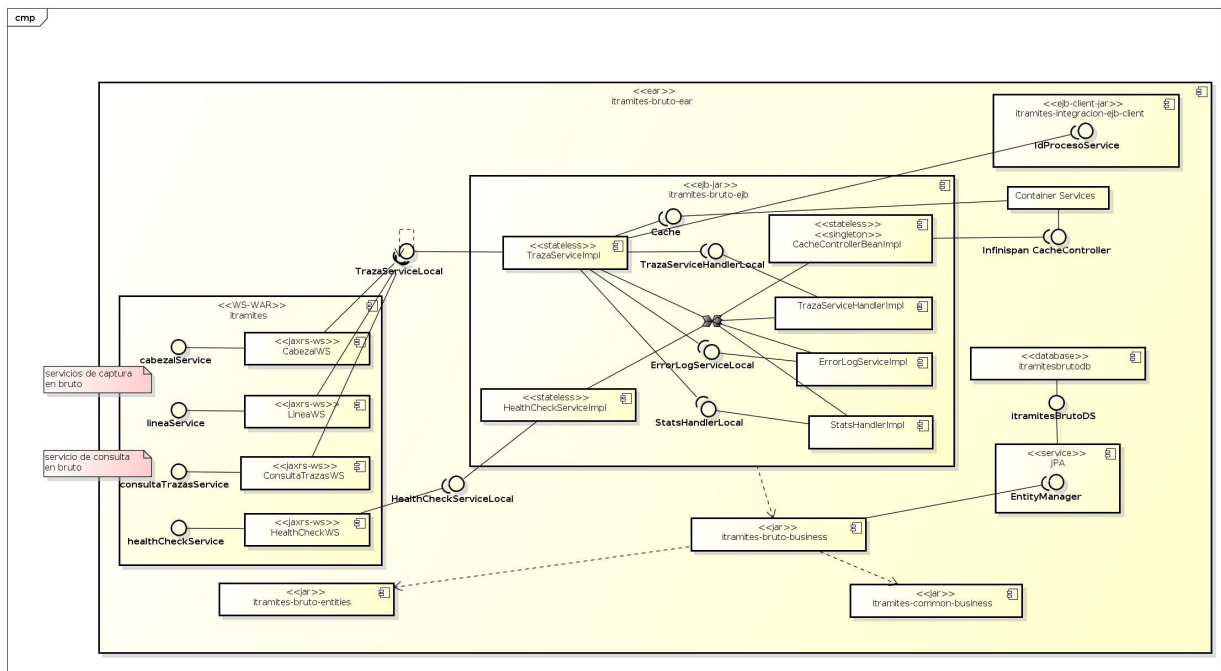 cmp
<<ear>>
itramites-bruto-ear
<<ejb-client-jar>>
itramites-integracion-ejb-client
IdProcesoService
<<ejb-jar>>
itramites-bruto-ejb
Container Services
Cache
<<stateless>>
<<singleton>>
CacheControllerBeanImpl
Infinispan CacheController
<<stateless>>
TrazaServiceImpl
TrazaServiceHandlerLocal
TrazaServiceLocal
<<WS-WAR>>
itramites
TrazaServiceHandlerImpl
<<jaxrs-ws>>
CabezalWS
cabezalService
ErrorLogServiceLocal
ErrorLogServiceImpl
<<database>>
itramitesbrutodb
servicios de captura
en bruto
<<stateless>>
HealthCheckServiceImpl
<<jaxrs-ws>>
LineaWS
lineaService
StatsHandlerLocal
StatsHandlerImpl
itramitesBrutoDS
servicio de consulta
en bruto
<<jaxrs-ws>>
ConsultaTrazasWS
consultaTrazasService
<<service>>
JPA
EntityManager
HealthCheckServiceLocal
<<jaxrs-ws>>
HealthCheckWS
healthCheckService
<<jar>>
itramites-bruto-business
<<jar>>
itramites-bruto-entities
<<jar>>
itramites-common-business